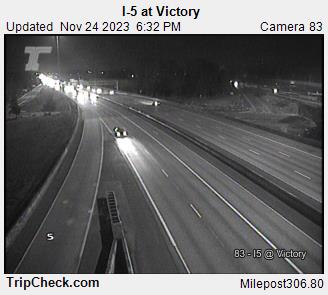 I-5 at Victory
Updated Nov 24 2023 6:32 PM Camera 83
S
83 - I5 @ Victory
TripCheck.com Milepost306.80